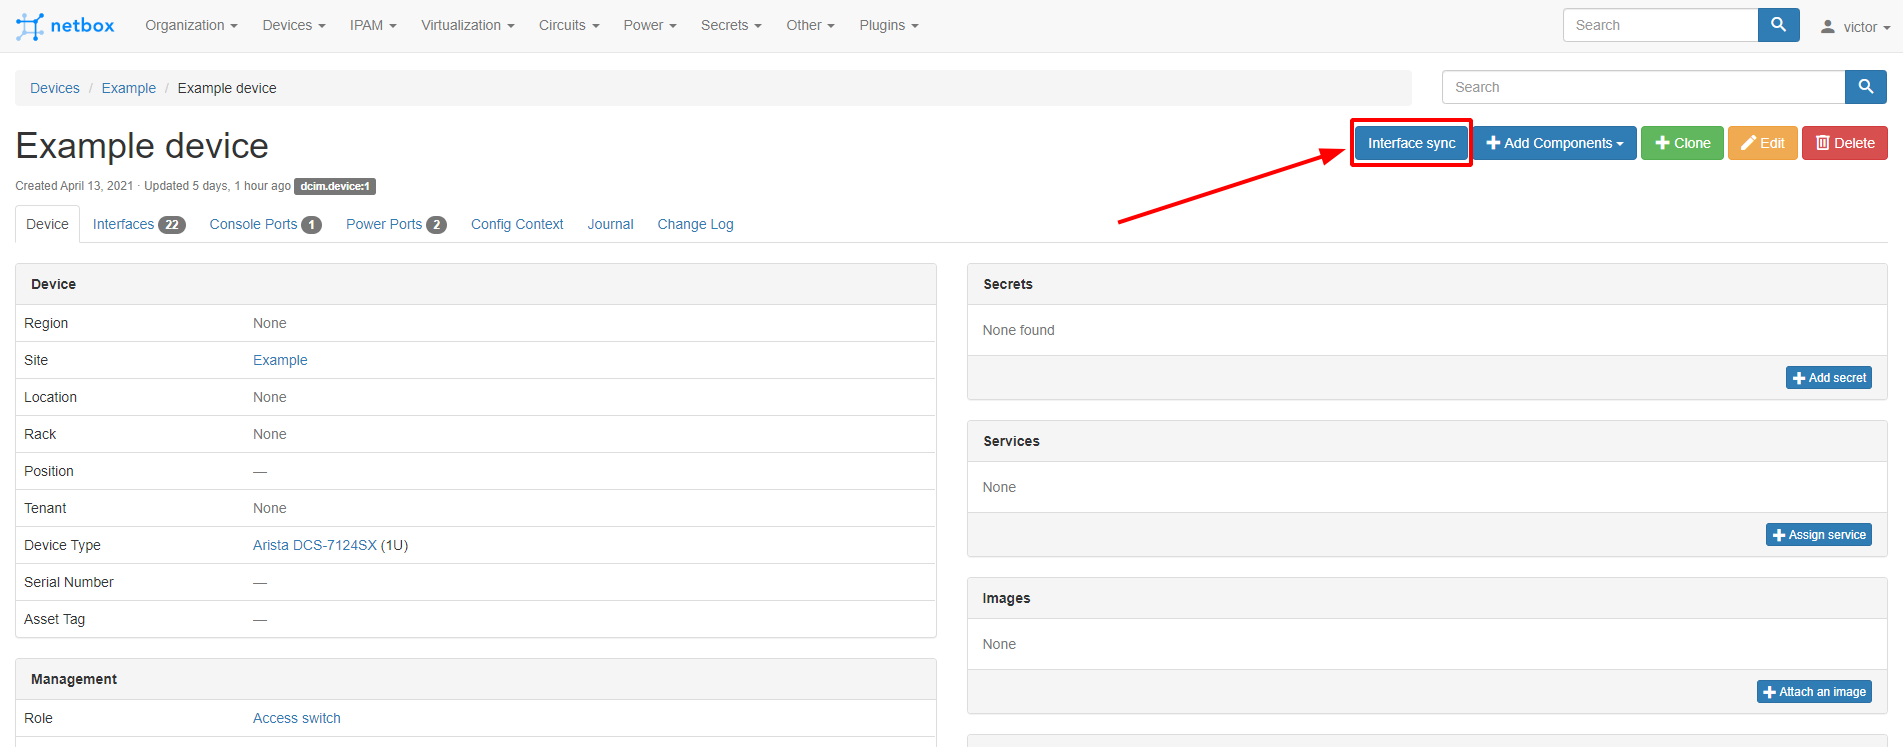 netbox Organization Devices IPAM Virtualization Circuits Power Secrets Other Plugins Search victor
Devices / Example / Example device Search
Example device Interface sync Add Components Clone Edit Delete
Created April 13, 2021 · Updated 5 days, 1 hour ago dcim.device:1
Device Interfaces 22 Console Ports 1 Power Ports 2 Config Context Journal Change Log
Device
Region None
Site Example
Location None
Rack None
Position —
Tenant None
Device Type Arista DCS-7124SX (1U)
Serial Number —
Asset Tag —
Management
Role Access switch
Secrets
None found
Add secret
Services
None
Assign service
Images
None
Attach an image